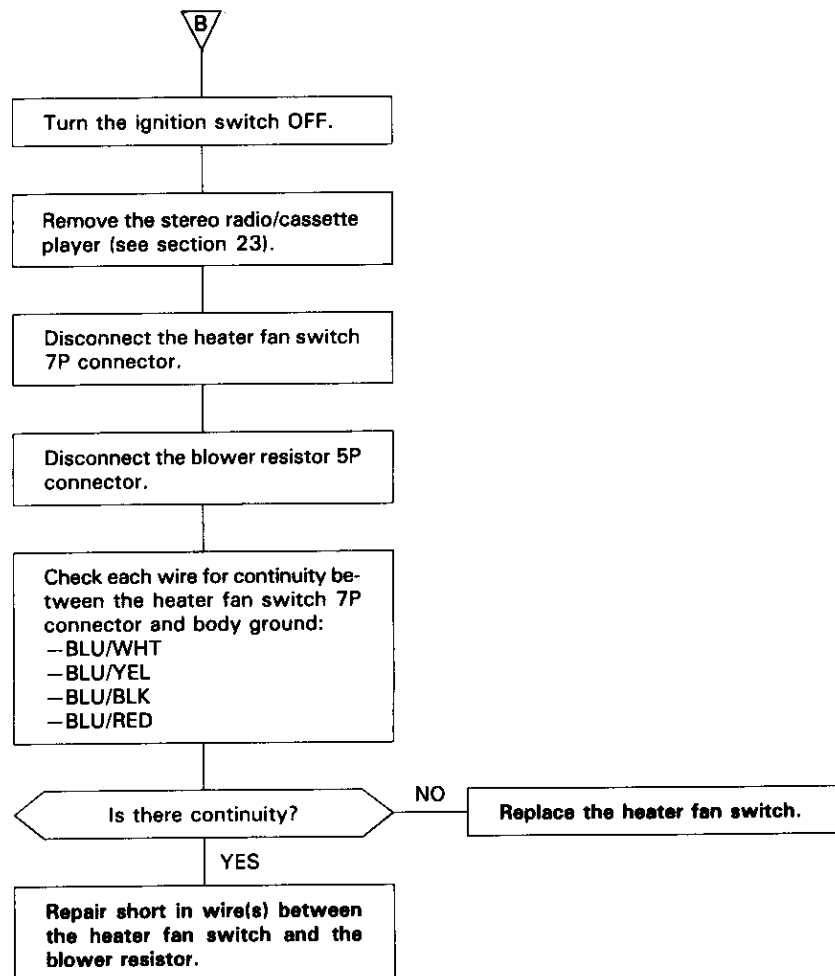 B
Turn the ignition switch OFF.
Remove the stereo radio/cassette
player (see section 23).
Disconnect the heater fan switch
7P connector.
Disconnect the blower resistor 5P
connector.
Check each wire for continuity be-
tween the heater fan switch 7P
connector and body ground:
—BLU/WHT
—BLU/YEL
—BLU/BLK
—BLU/RED
Is there continuity?
NO
Replace the heater fan switch.
YES
Repair short in wire(s) between
the heater fan switch and the
blower resistor.